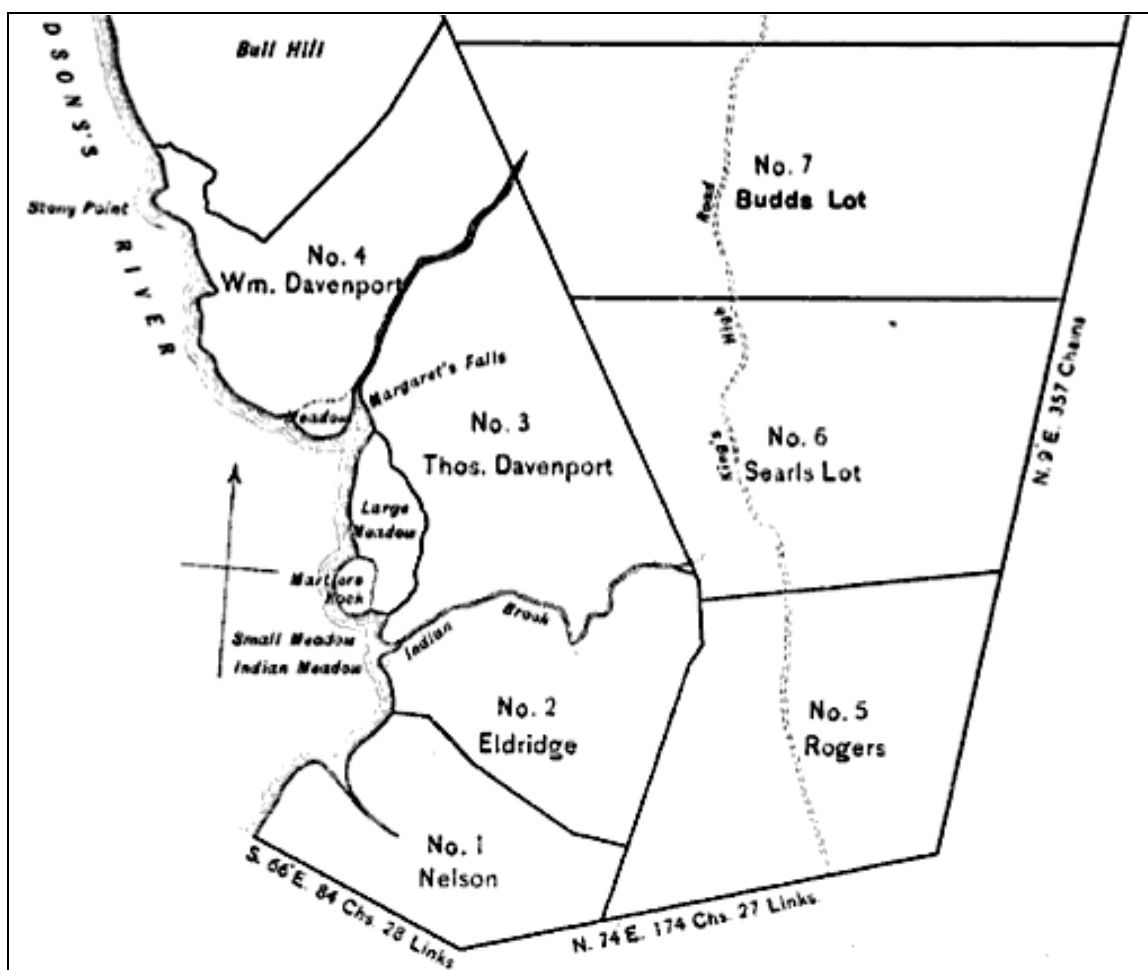 Bull Hill
DSONS'S
RIVER
Stony Point
No. 7
Budds Lot
Road
High
King's
No. 4
Wm. Davenport
Margaret's Falls
Meadow
No. 3
Thos. Davenport
No. 6
Searls Lot
N. 9° E. 357 Chains
Large
Meadow
Rock
Indian Brook
Small Meadow
Indian Meadow
No. 2
Eldridge
No. 5
Rogers
No. 1
Nelson
S. 66° E. 84 Chs. 28 Links
N. 74° E. 174 Chs. 27 Links.